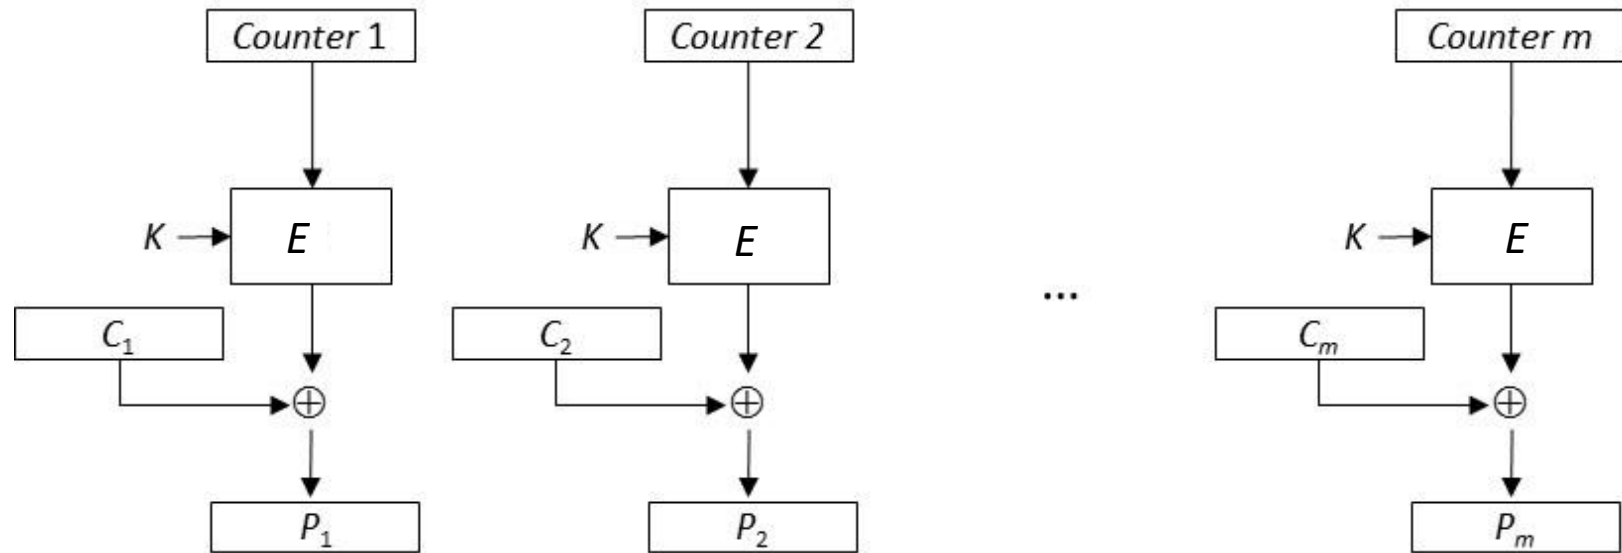 Counter 1
Counter 2
Counter m
K
E
K
E
...
K
E
C1
C2
Cm
⊕
⊕
⊕
P1
P2
Pm